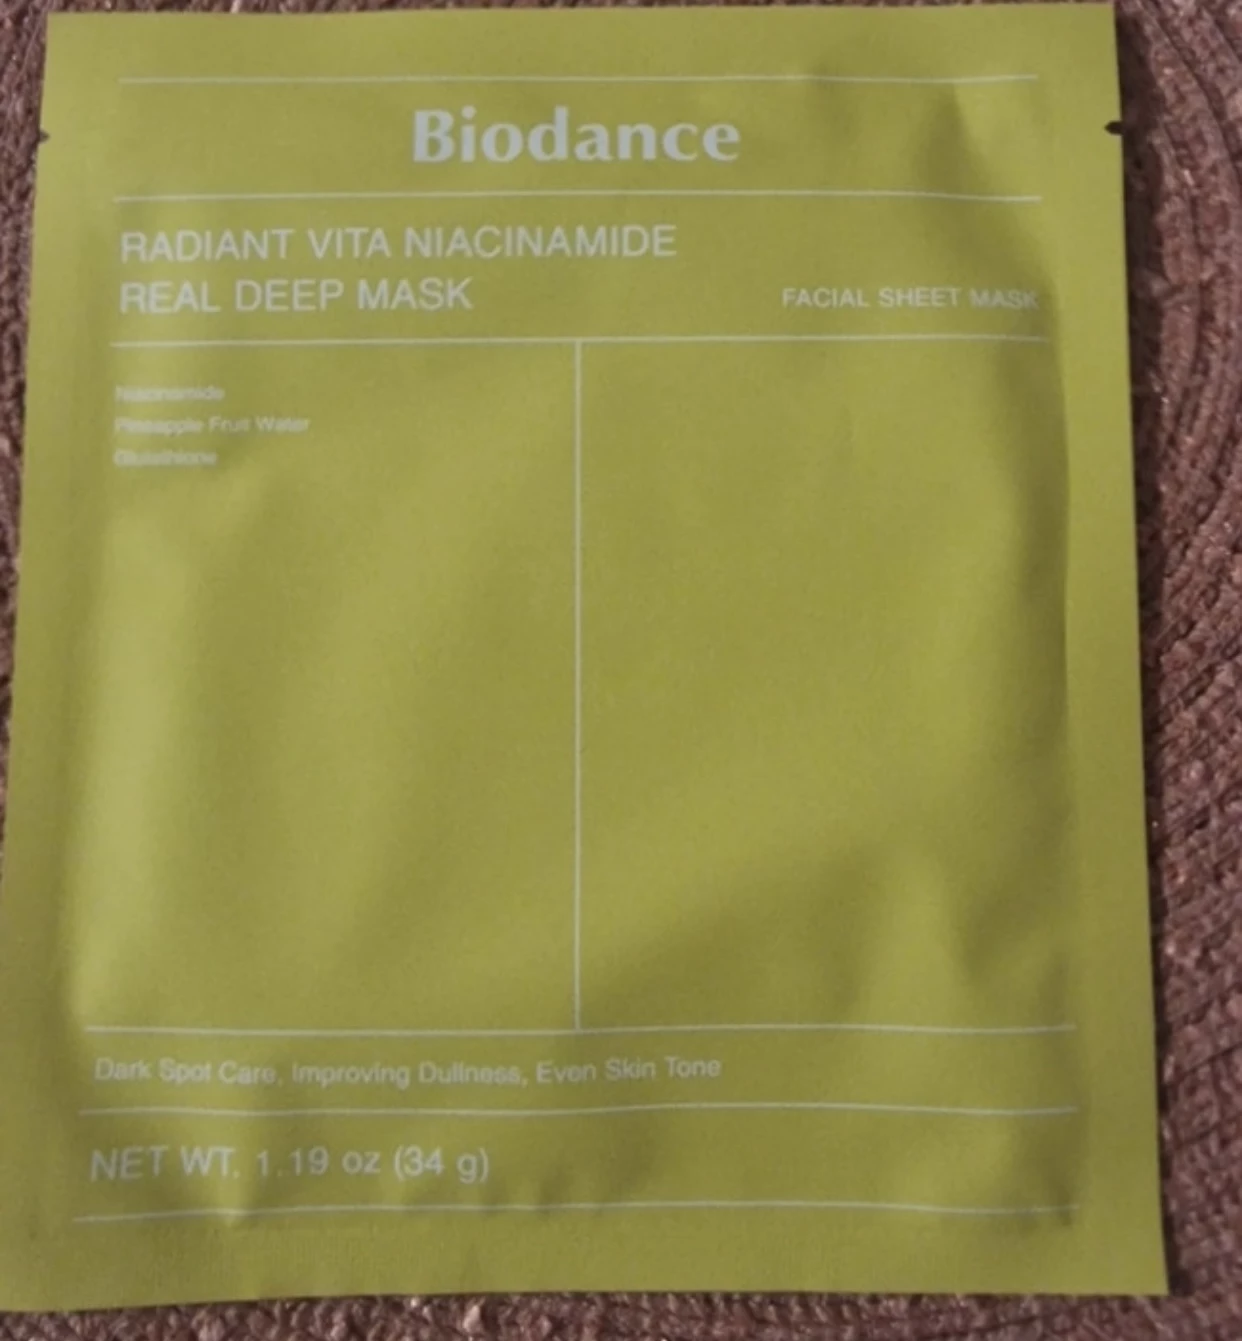 Biodance
RADIANT VITA NIACINAMIDE
REAL DEEP MASK
FACIAL SHEET MASK
Niacinamide
Pineapple Fruit Water
Glutathione
Dark Spot Care, Improving Dullness, Even Skin Tone
NET WT. 1.19 oz (34 g)